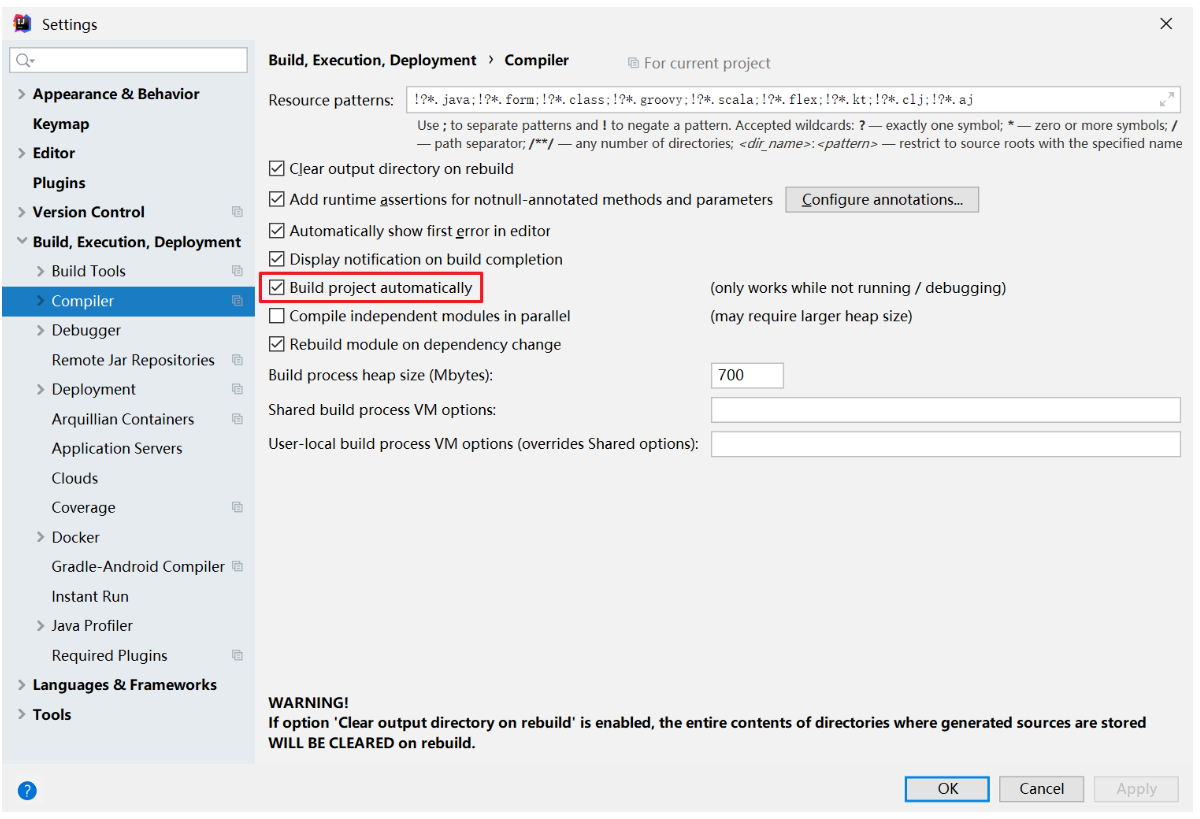 Settings
Appearance & Behavior
Keymap
Editor
Plugins
Version Control
Build, Execution, Deployment
Build Tools
Compiler
Debugger
Remote Jar Repositories
Deployment
Arquillian Containers
Application Servers
Clouds
Coverage
Docker
Gradle-Android Compiler
Instant Run
Java Profiler
Required Plugins
Languages & Frameworks
Tools
Build, Execution, Deployment › Compiler For current project
Resource patterns: !?*.java;!?*.form;!?*.class;!?*.groovy;!?*.scala;!?*.flex;!?*.kt;!?*.clj;!?*.aj
Use ; to separate patterns and ! to negate a pattern. Accepted wildcards: ? — exactly one symbol; * — zero or more symbols; /
— path separator; /**/ — any number of directories; <dir_name>:<pattern> — restrict to source roots with the specified name
Clear output directory on rebuild
Add runtime assertions for notnull-annotated methods and parameters Configure annotations...
Automatically show first error in editor
Display notification on build completion
Build project automatically (only works while not running / debugging)
Compile independent modules in parallel (may require larger heap size)
Rebuild module on dependency change
Build process heap size (Mbytes): 700
Shared build process VM options:
User-local build process VM options (overrides Shared options):
WARNING!
If option 'Clear output directory on rebuild' is enabled, the entire contents of directories where generated sources are stored
WILL BE CLEARED on rebuild.
? OK Cancel Apply